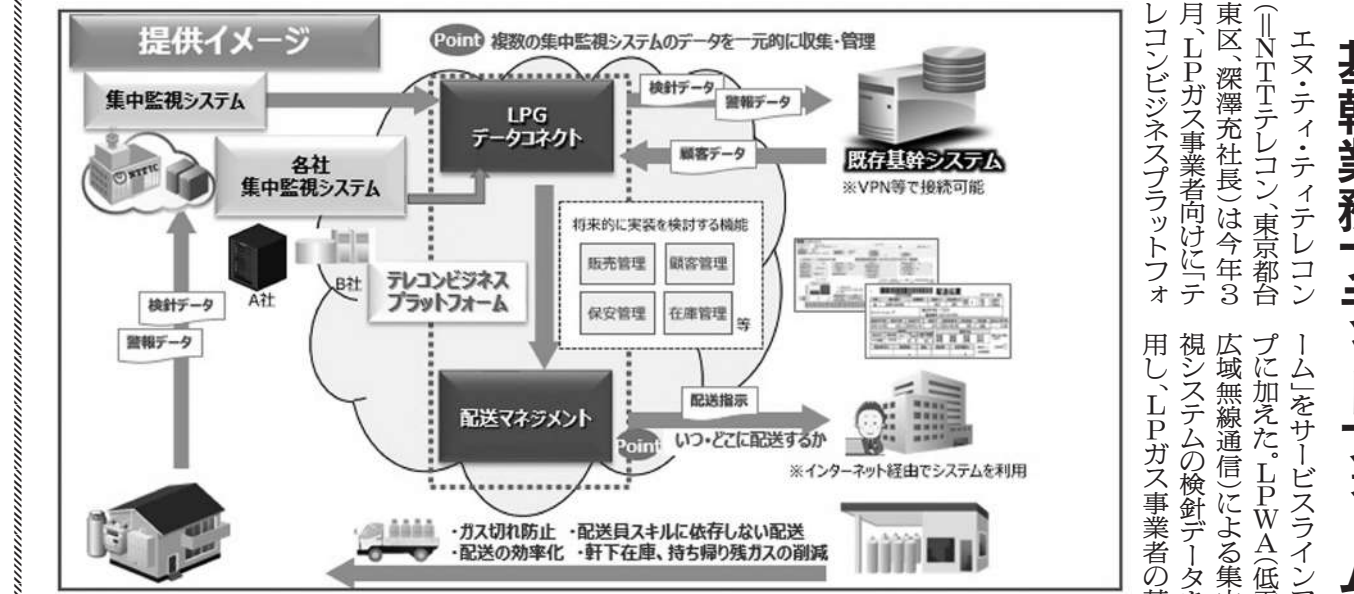 基幹業務
エヌ・ティ・ティテレコン
(=NTTテレコン、東京都台
東区、深澤充社長)は今年3
月、LPガス事業者向けに「テ
レコンビジネスプラットフォ
ーム」をサービスライン
プに加えた。LPWA(低
広域無線通信)による集
視システムの検針データ
用し、LPガス事業者の
提供イメージ
Point 複数の集中監視システムのデータを一元的に収集・管理
集中監視システム
LPG
データコネクト
検針データ
警報データ
顧客データ
既存基幹システム
※VPN等で接続可能
各社
集中監視システム
A社
B社
テレコンビジネス
プラットフォーム
将来的に実装を検討する機能
販売管理
顧客管理
保安管理
在庫管理
等
検針データ
警報データ
配送マネジメント
配送指示
Point いつ・どこに配送するか
※インターネット経由でシステムを利用
・ガス切れ防止 ・配送員スキルに依存しない配送
・配送の効率化 ・軒下在庫、持ち帰り残ガスの削減